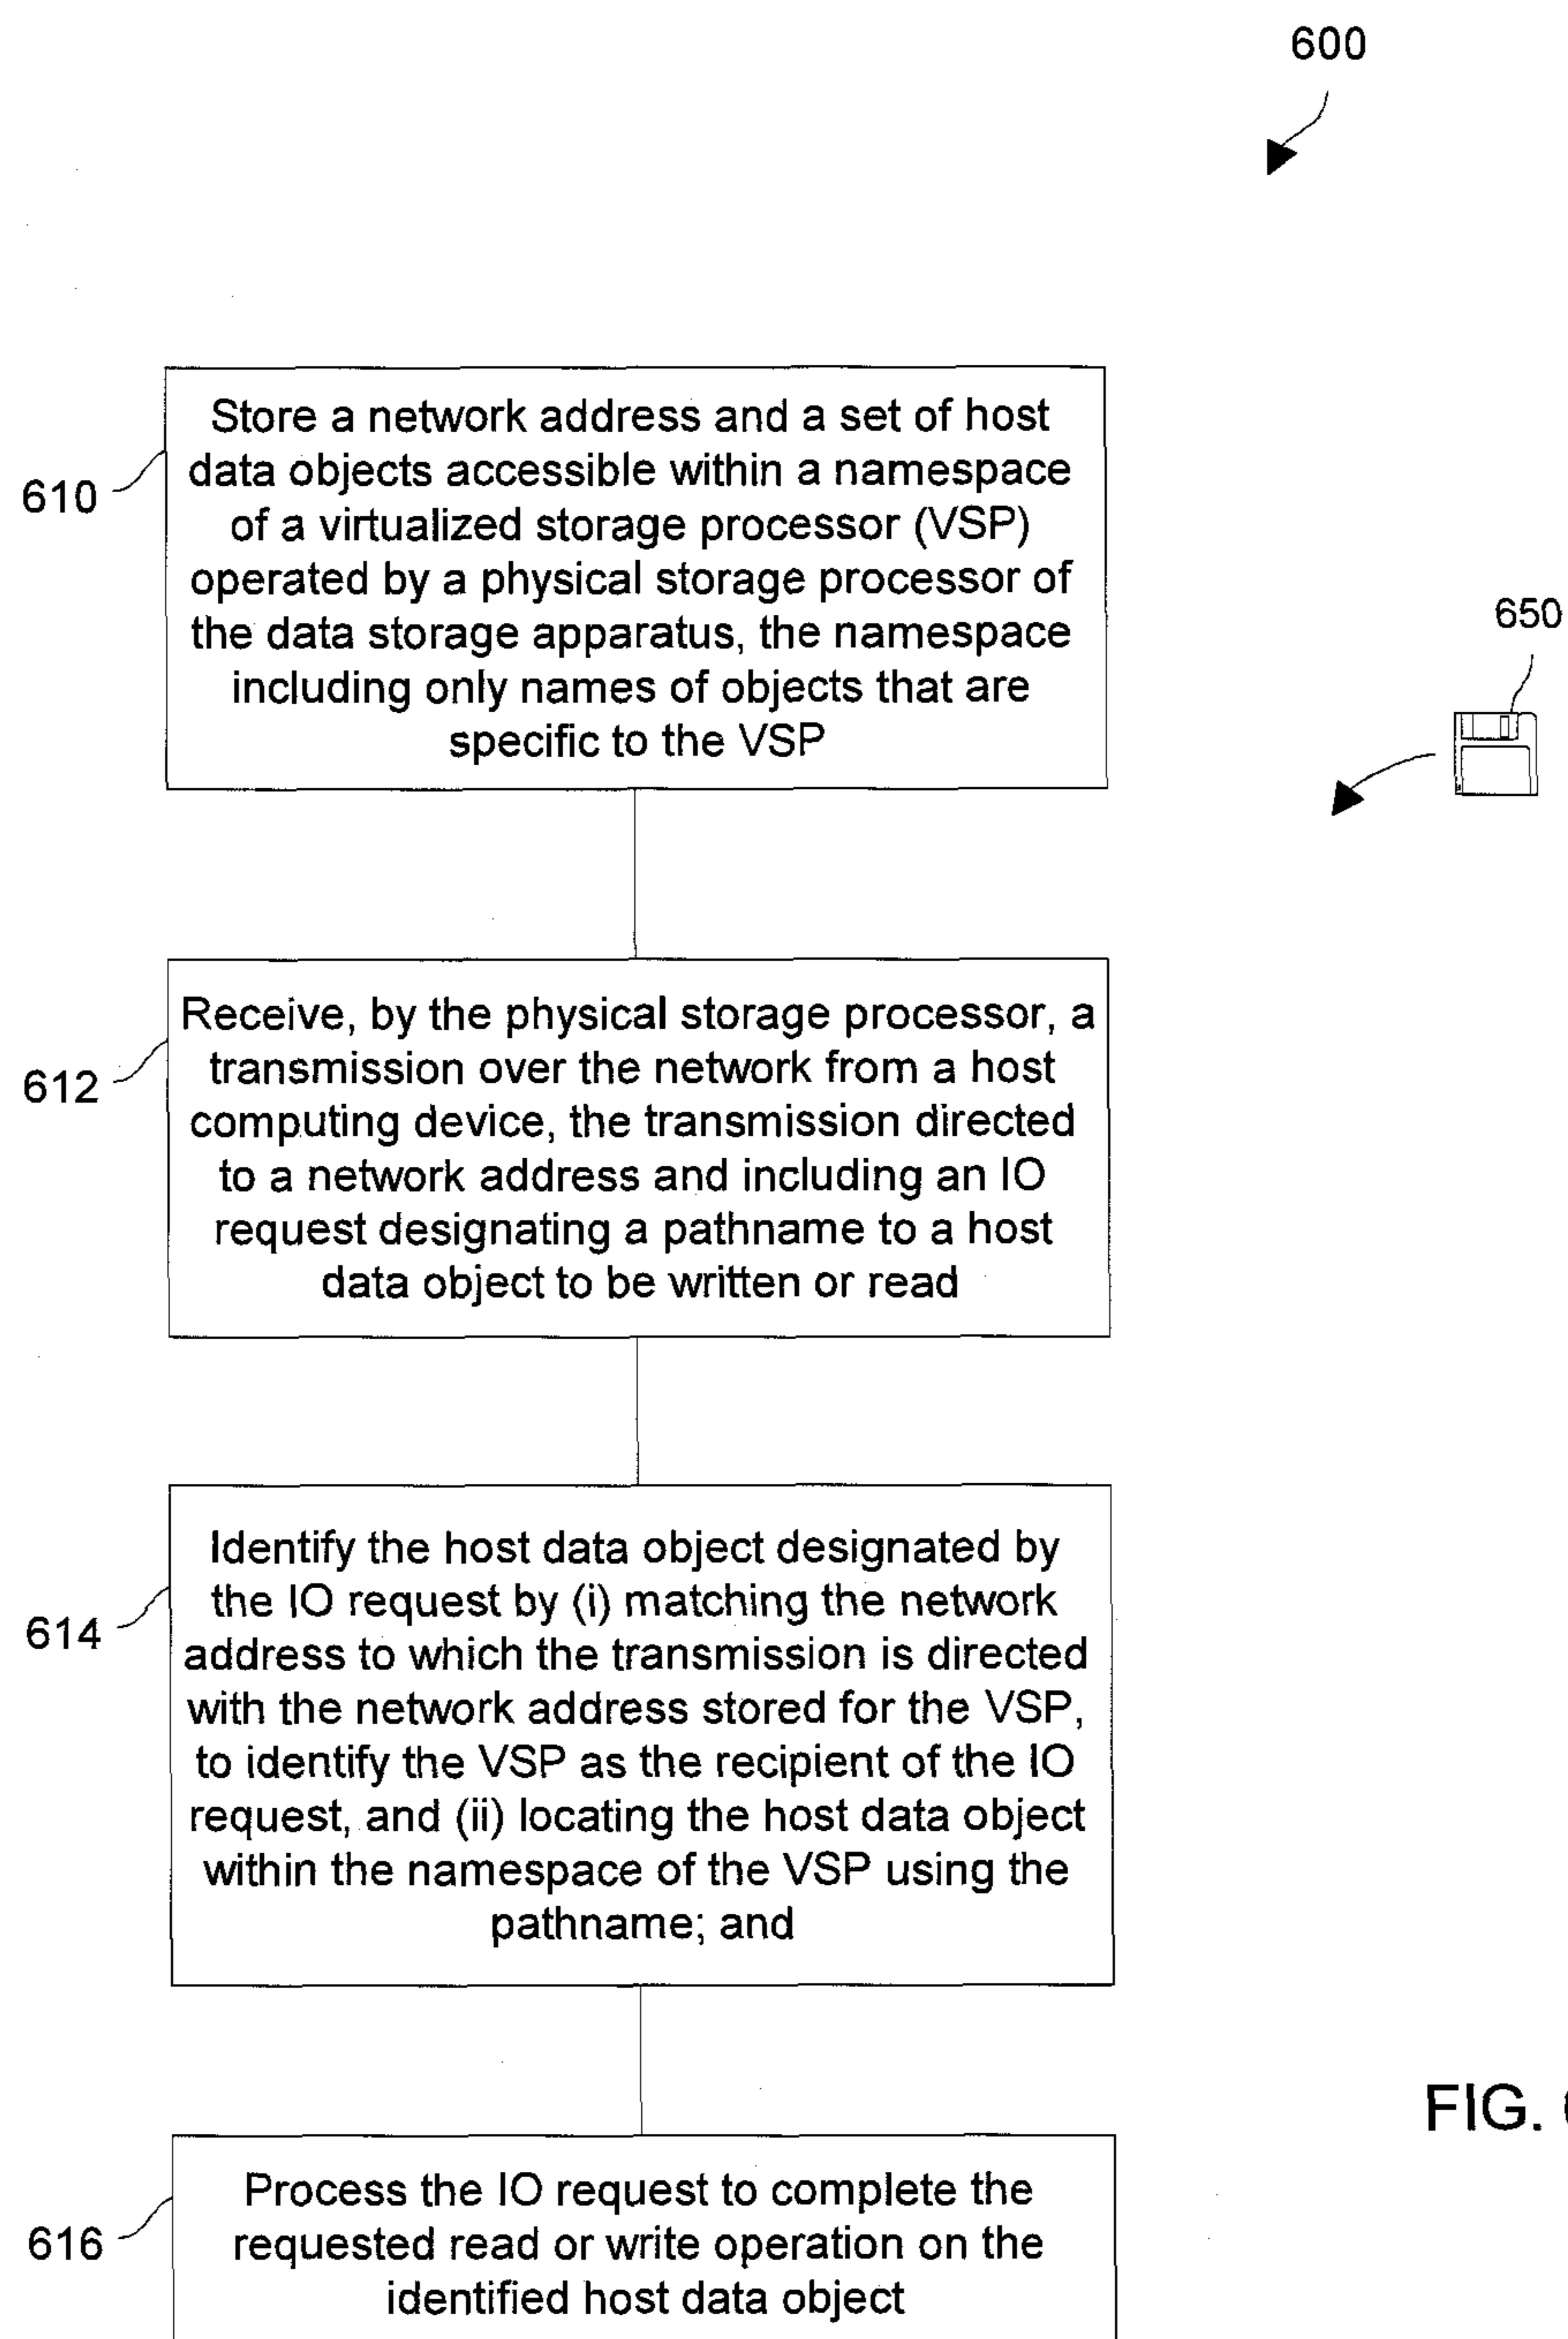 600
Store a network address and a set of host
data objects accessible within a namespace
of a virtualized storage processor (VSP)
operated by a physical storage processor of
the data storage apparatus, the namespace
including only names of objects that are
specific to the VSP
610
650
Receive, by the physical storage processor, a
transmission over the network from a host
computing device, the transmission directed
to a network address and including an IO
request designating a pathname to a host
data object to be written or read
612
Identify the host data object designated by
the IO request by (i) matching the network
address to which the transmission is directed
with the network address stored for the VSP,
to identify the VSP as the recipient of the IO
request, and (ii) locating the host data object
within the namespace of the VSP using the
pathname; and
614
FIG.
Process the IO request to complete the
requested read or write operation on the
identified host data object
616